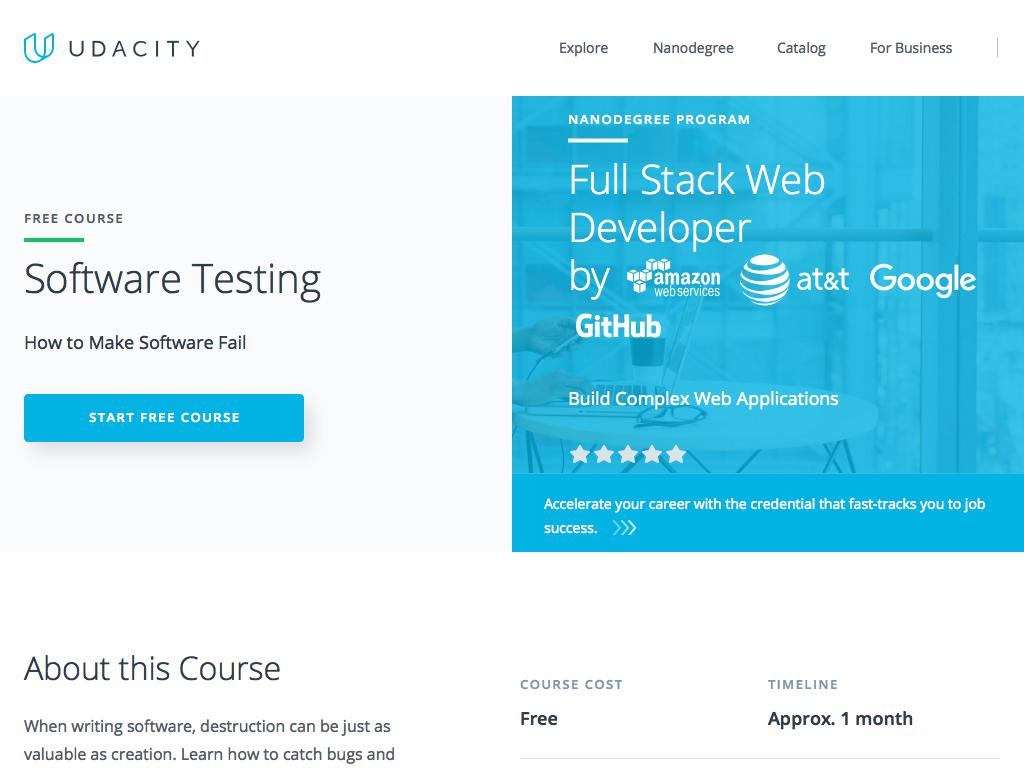 UDACITY
Explore Nanodegree Catalog For Business
FREE COURSE
Software Testing
How to Make Software Fail
START FREE COURSE
NANODEGREE PROGRAM
Full Stack Web
Developer
by amazon webservices at&t Google
GitHub
Build Complex Web Applications
Accelerate your career with the credential that fast-tracks you to job
success.
About this Course
When writing software, destruction can be just as
valuable as creation. Learn how to catch bugs and
COURSE COST
Free
TIMELINE
Approx. 1 month